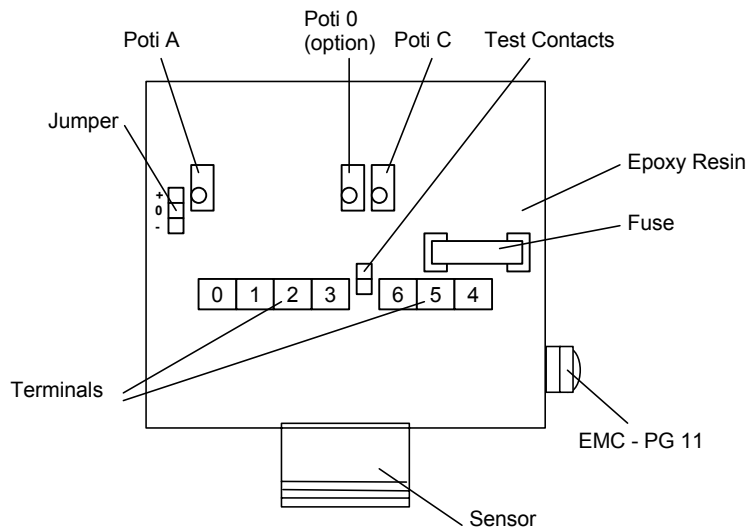 Poti A
Poti 0
(option)
Poti C
Test Contacts
Jumper
Epoxy Resin
+
0
-
Fuse
0 1 2 3
6 5 4
Terminals
EMC - PG 11
Sensor